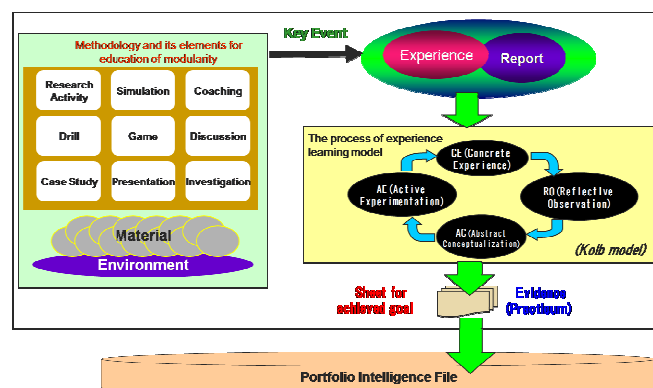 Methodology and its elements for
education of modularity
Research
Activity
Simulation
Coaching
Drill
Game
Discussion
Case Study
Presentation
Investigation
Material
Environment
Key Event
Experience
Report
The process of experience
learning model
CE (Concrete
Experience)
AE (Active
Experimentation)
RO (Reflective
Observation)
AC (Abstract
Conceptualization)
(Kolb model)
Sheet for
achieved goal
Evidence
(Practicum)
Portfolio Intelligence File